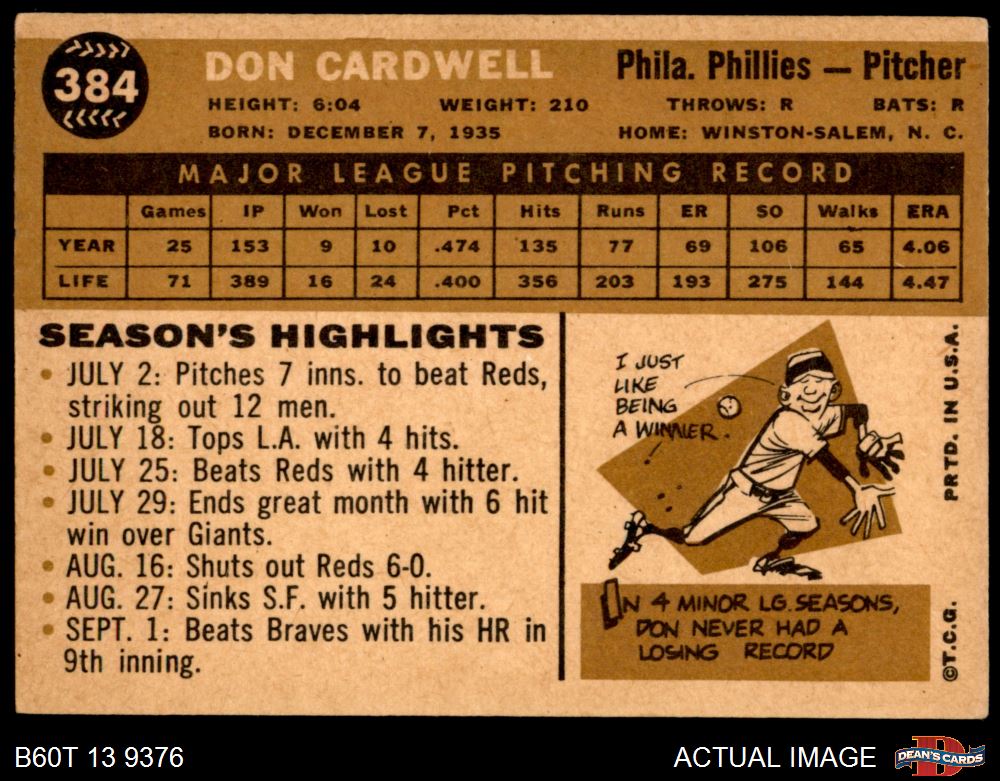 384
DON CARDWELL
Phila. Phillies — Pitcher
HEIGHT: 6:04 WEIGHT: 210 THROWS: R BATS: R
BORN: DECEMBER 7, 1935 HOME: WINSTON-SALEM, N. C.
MAJOR LEAGUE PITCHING RECORD
Games IP Won Lost Pct Hits Runs ER SO Walks ERA
YEAR 25 153 9 10 .474 135 77 69 106 65 4.06
LIFE 71 389 16 24 .400 356 203 193 275 144 4.47
SEASON'S HIGHLIGHTS
• JULY 2: Pitches 7 inns. to beat Reds,
striking out 12 men.
• JULY 18: Tops L.A. with 4 hits.
• JULY 25: Beats Reds with 4 hitter.
• JULY 29: Ends great month with 6 hit
win over Giants.
• AUG. 16: Shuts out Reds 6-0.
• AUG. 27: Sinks S.F. with 5 hitter.
• SEPT. 1: Beats Braves with his HR in
9th inning.
I JUST
LIKE
BEING
A WINNER.
IN 4 MINOR LG. SEASONS,
DON NEVER HAD A
LOSING RECORD
©T.C.G. PRTD. IN U.S.A.
B60T 13 9376
ACTUAL IMAGE
D
DEAN'S CARDS